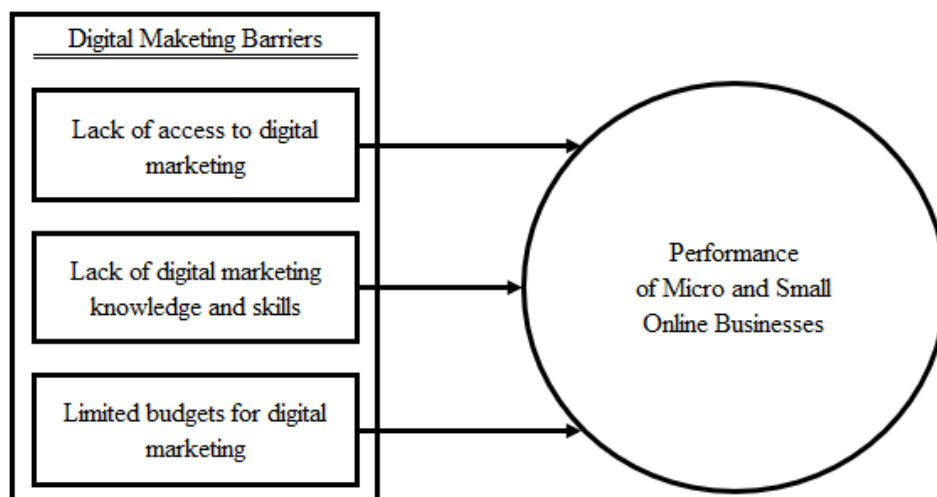 Digital Maketing Barriers
Lack of access to digital
marketing
Lack of digital marketing
knowledge and skills
Limited budgets for digital
marketing
Performance
of Micro and Small
Online Businesses